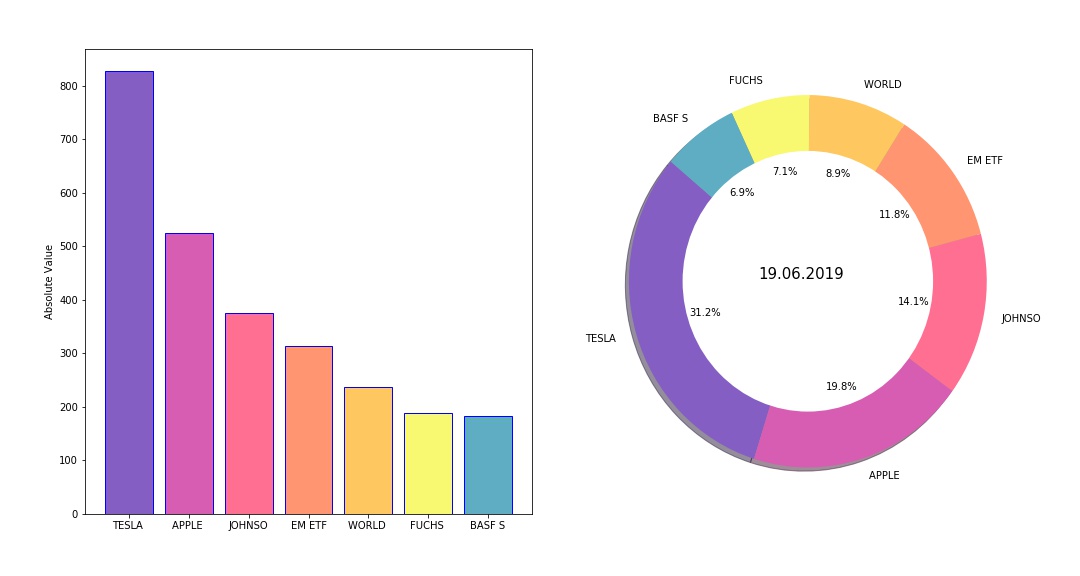 Absolute Value
800
700
600
500
400
300
200
100
0
TESLA
APPLE
JOHNSO
EM ETF
WORLD
FUCHS
BASF S
FUCHS
WORLD
BASF S
EM ETF
7.1%
8.9%
6.9%
11.8%
19.06.2019
14.1%
31.2%
JOHNSO
TESLA
19.8%
APPLE